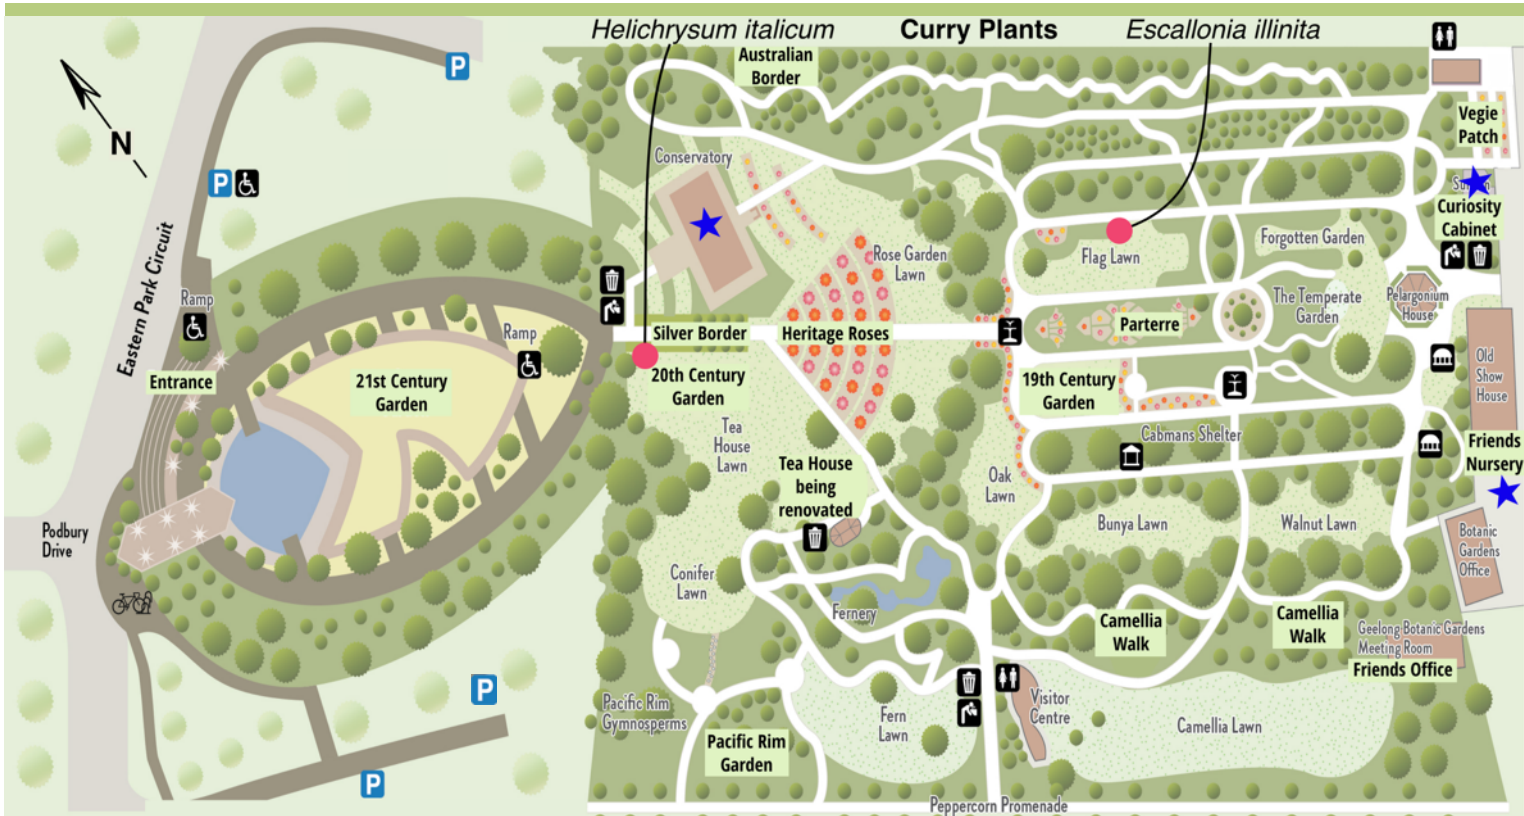 Helichrysum italicum
Curry Plants
Escallonia illinita
Australian
Border
P
N
P
Conservatory
Vegie
Patch
Curiosity
Cabinet
Eastern Park Circuit
Rose Garden
Lawn
Flag Lawn
Forgotten Garden
Ramp
The Temperate
Garden
Pelargonium
House
Ramp
Silver Border
Heritage Roses
Parterre
Entrance
21st Century
Garden
20th Century
Garden
19th Century
Garden
Old
Show
House
Tea
House
Lawn
Cabmans Shelter
Friends
Nursery
Tea House
being
renovated
Oak
Lawn
Bunya Lawn
Walnut Lawn
Podbury
Drive
Botanic
Gardens
Office
Conifer
Lawn
Fernery
Camellia
Walk
Camellia
Walk
Geelong Botanic Gardens
Meeting Room
Friends Office
P
Pacific Rim
Gymnosperms
Fern
Lawn
Visitor
Centre
Camellia Lawn
Pacific Rim
Garden
P
Peppercorn Promenade